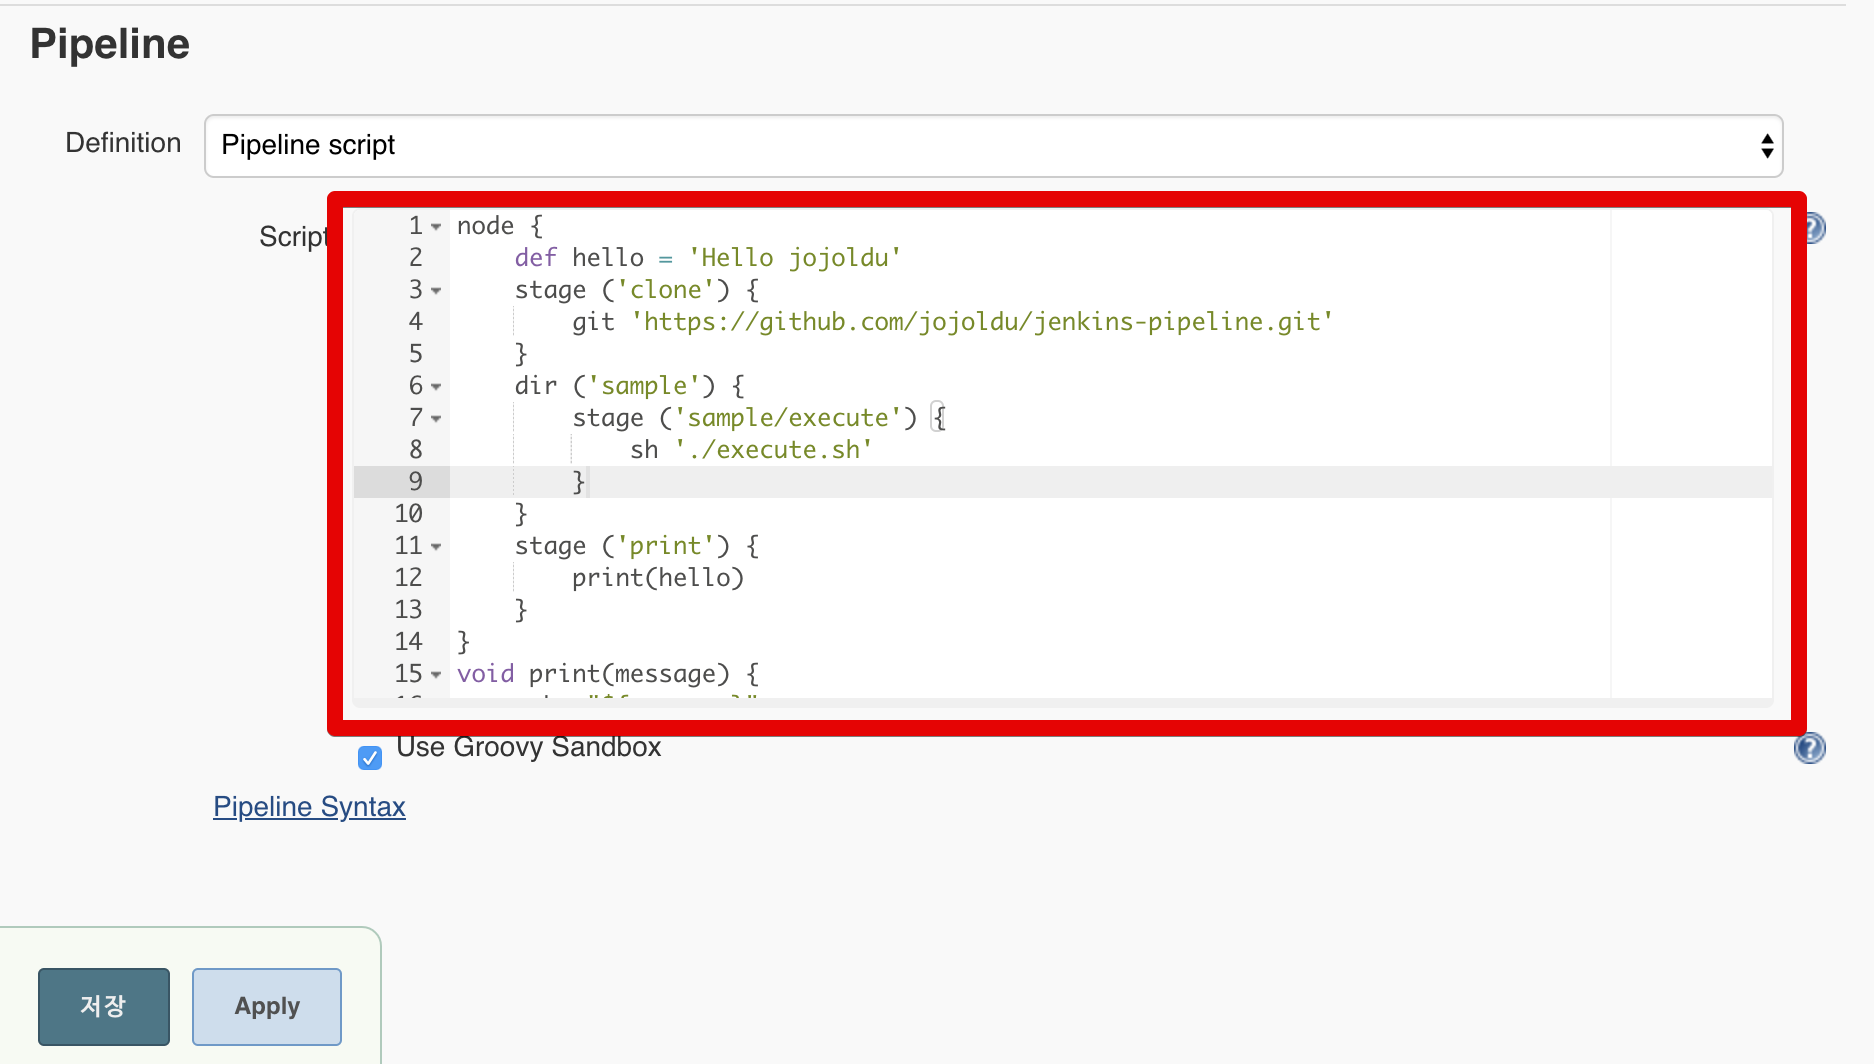 Pipeline
Definition
Pipeline script
Script
1 node {
2     def hello = 'Hello jojoldu'
3     stage ('clone') {
4         git 'https://github.com/jojoldu/jenkins-pipeline.git'
5     }
6     dir ('sample') {
7         stage ('sample/execute') {
8             sh './execute.sh'
9         }
10     }
11     stage ('print') {
12         print(hello)
13     }
14 }
15 void print(message) {
Use Groovy Sandbox
Pipeline Syntax
저장
Apply